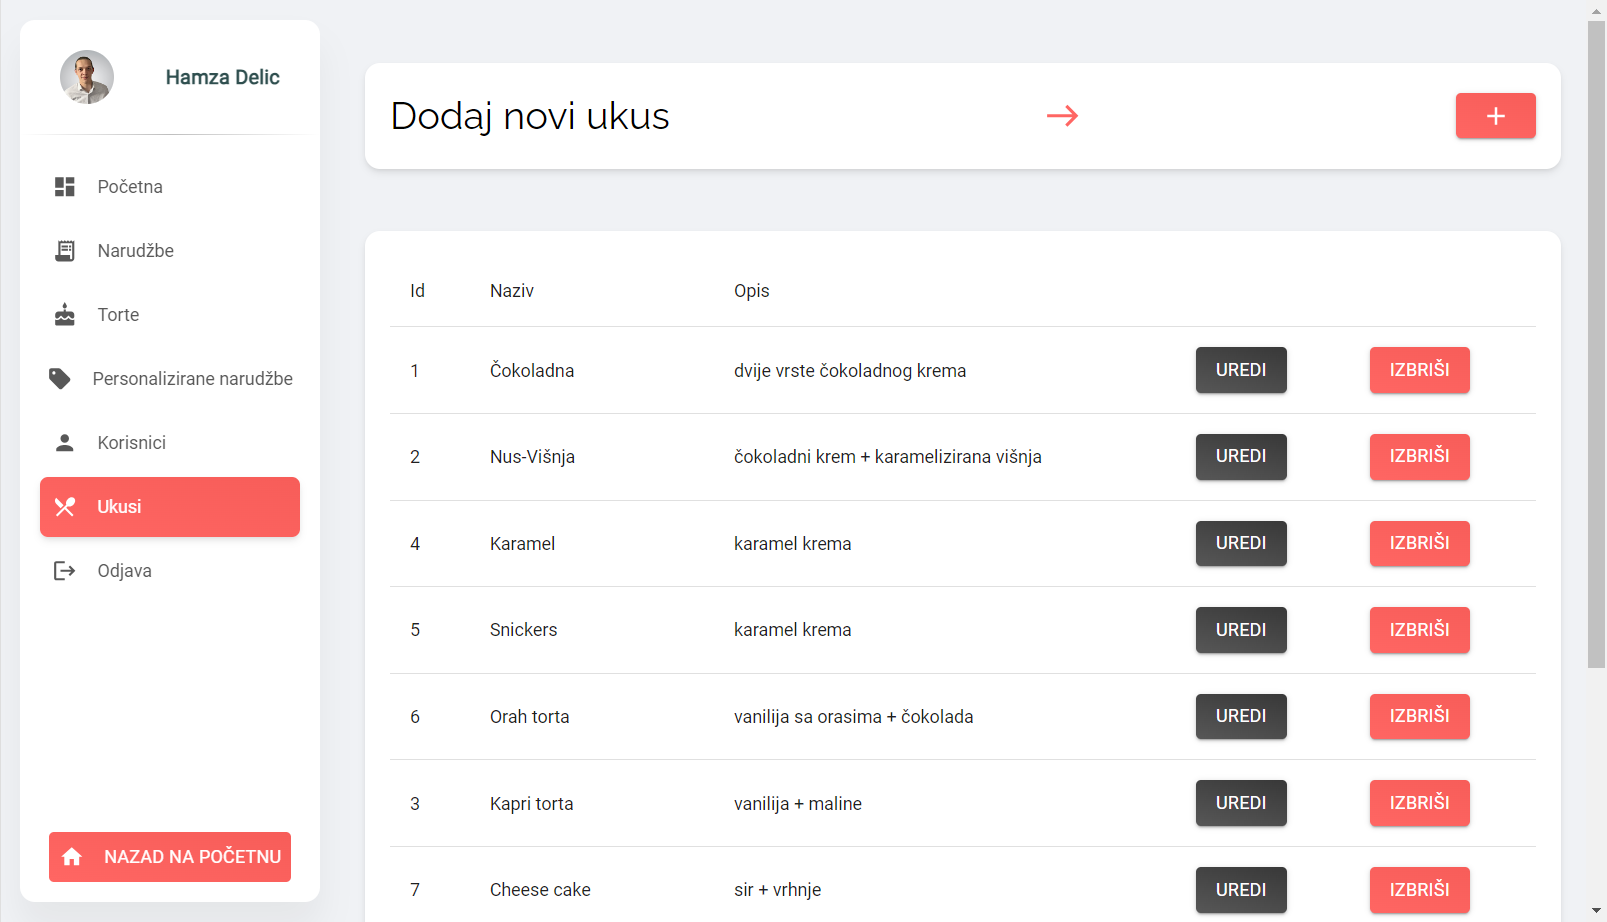 Hamza Delic
Početna
Narudžbe
Torte
Personalizirane narudžbe
Korisnici
Ukusi
Odjava
NAZAD NA POČETNU
Dodaj novi ukus
Id Naziv Opis
1 Čokoladna dvije vrste čokoladnog krema UREDI IZBRIŠI
2 Nus-Višnja čokoladni krem + karamelizirana višnja UREDI IZBRIŠI
4 Karamel karamel krema UREDI IZBRIŠI
5 Snickers karamel krema UREDI IZBRIŠI
6 Orah torta vanilija sa orasima + čokolada UREDI IZBRIŠI
3 Kapri torta vanilija + maline UREDI IZBRIŠI
7 Cheese cake sir + vrhnje UREDI IZBRIŠI